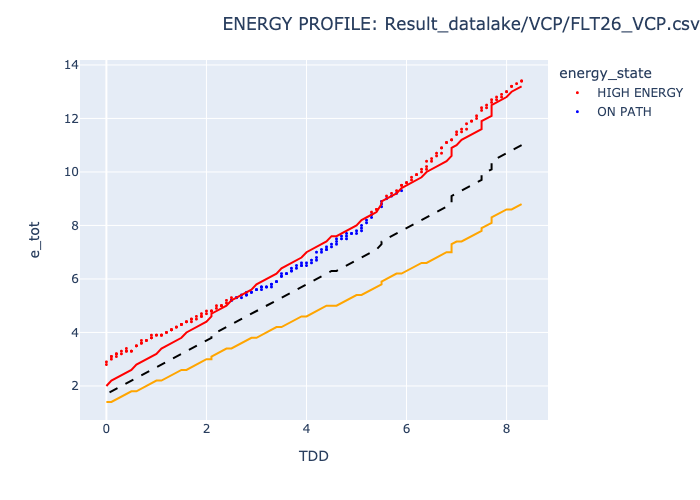 ENERGY PROFILE: Result_datalake/VCP/FLT26_VCP.csv
energy_state
HIGH ENERGY
ON PATH
e_tot
14
12
10
8
6
4
2
0
2
4
6
8
TDD